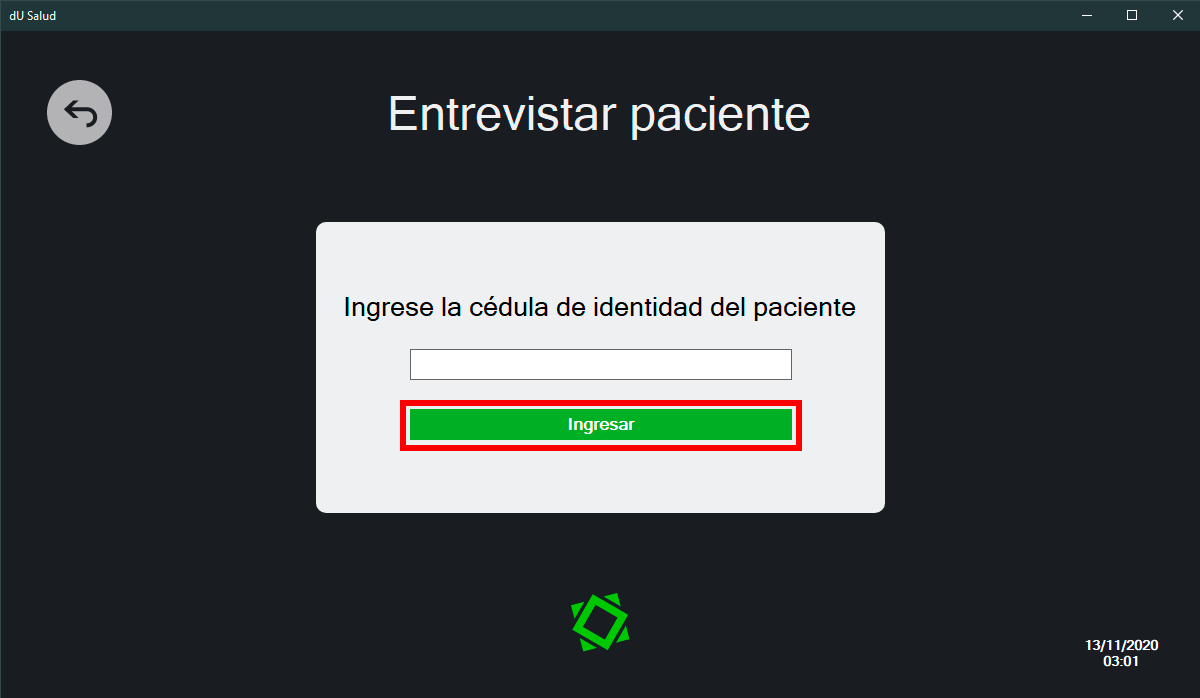 dU Salud
Entrevistar paciente
Ingrese la cédula de identidad del paciente
Ingresar
13/11/2020
03:01